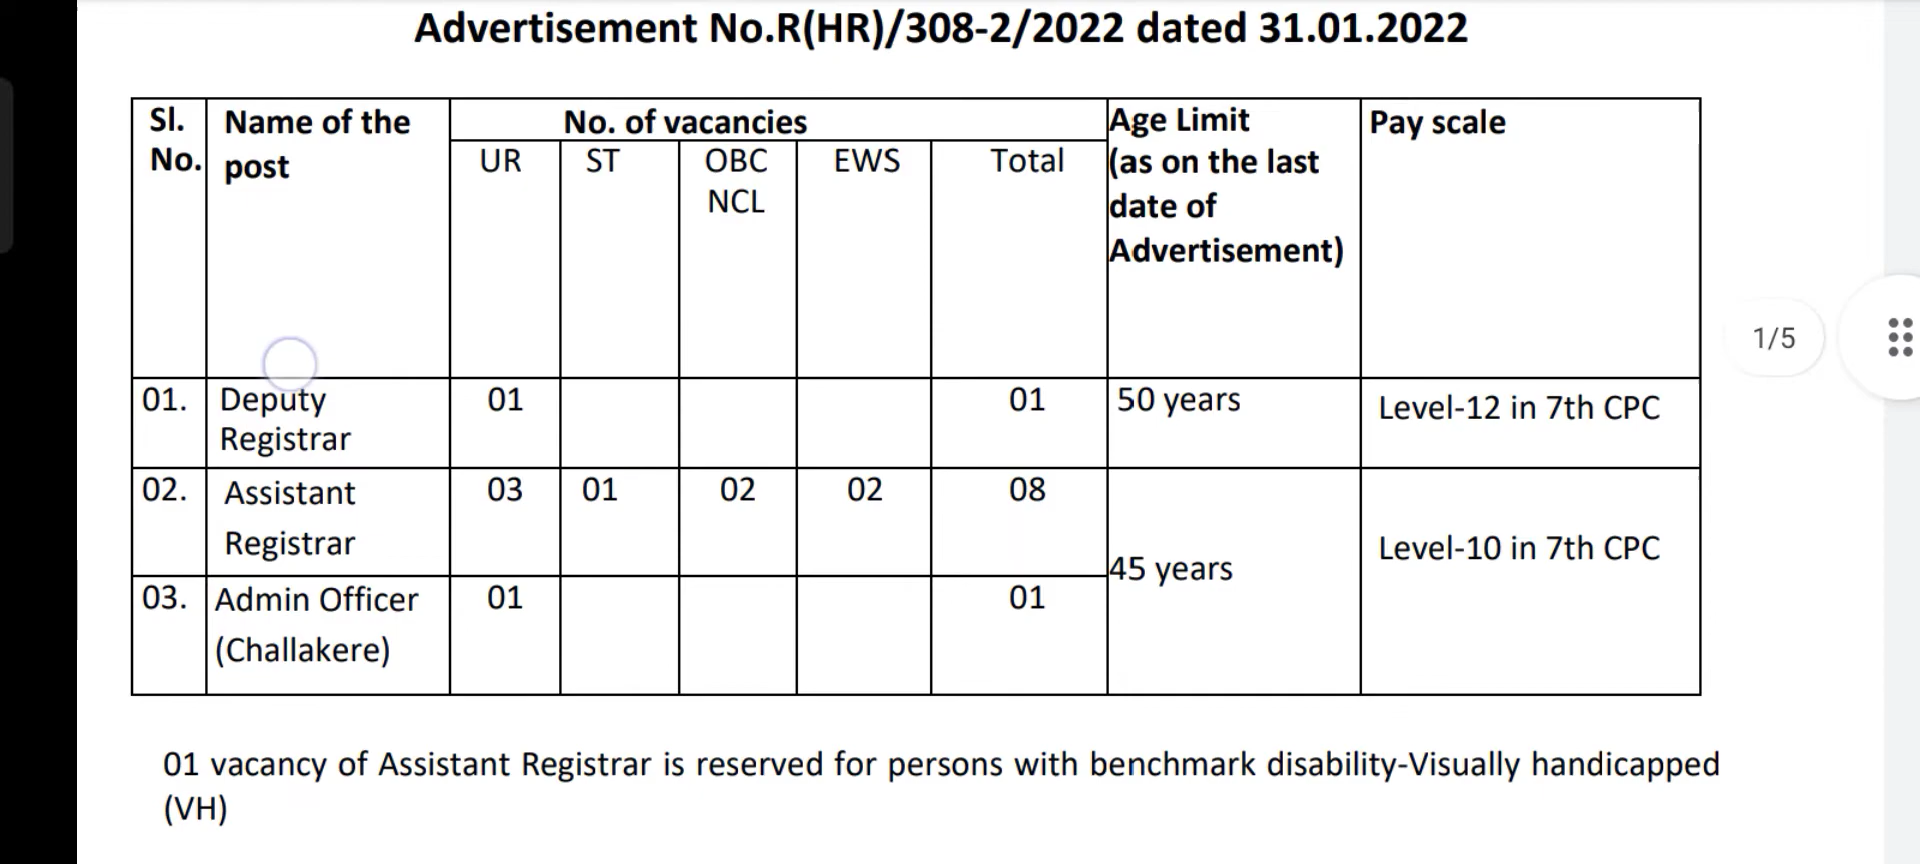 Advertisement No.R(HR)/308-2/2022 dated 31.01.2022
Sl. No. Name of the post No. of vacancies Age Limit (as on the last date of Advertisement) Pay scale
UR ST OBC NCL EWS Total
01. Deputy Registrar 01 01 50 years Level-12 in 7th CPC
02. Assistant Registrar 03 01 02 02 08 45 years Level-10 in 7th CPC
03. Admin Officer (Challakere) 01 01
01 vacancy of Assistant Registrar is reserved for persons with benchmark disability-Visually handicapped
(VH)
1/5